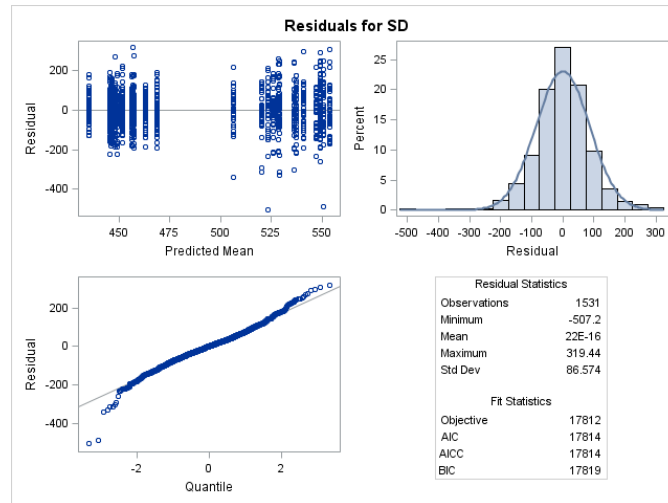 Residuals for SD
Residual
200
0
-200
-400
450
475
500
525
550
Predicted Mean
Percent
25
20
15
10
5
0
-500 -400 -300 -200 -100 0 100 200 300
Residual
Residual
200
0
-200
-400
-2
0
2
Quantile
Residual Statistics
Observations 1531
Minimum -507.2
Mean 22E-16
Maximum 319.44
Std Dev 86.574
Fit Statistics
Objective 17812
AIC 17814
AICC 17814
BIC 17819